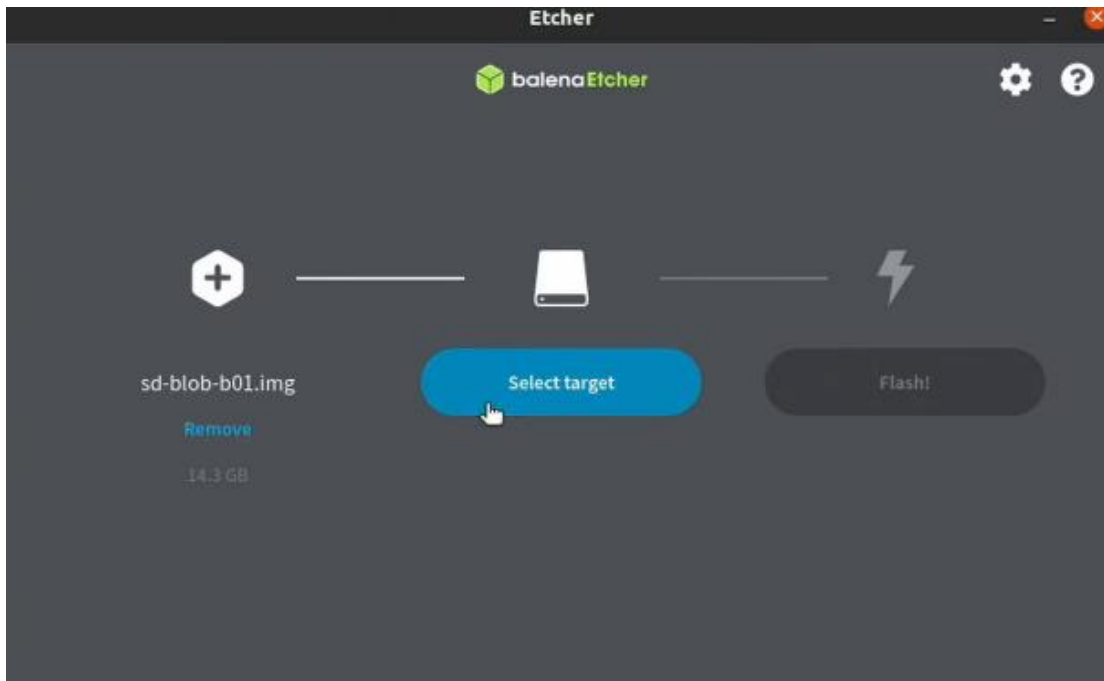 Etcher
balenaEtcher
sd-blob-b01.img
Select target
Flash!
Remove
14.3 GB